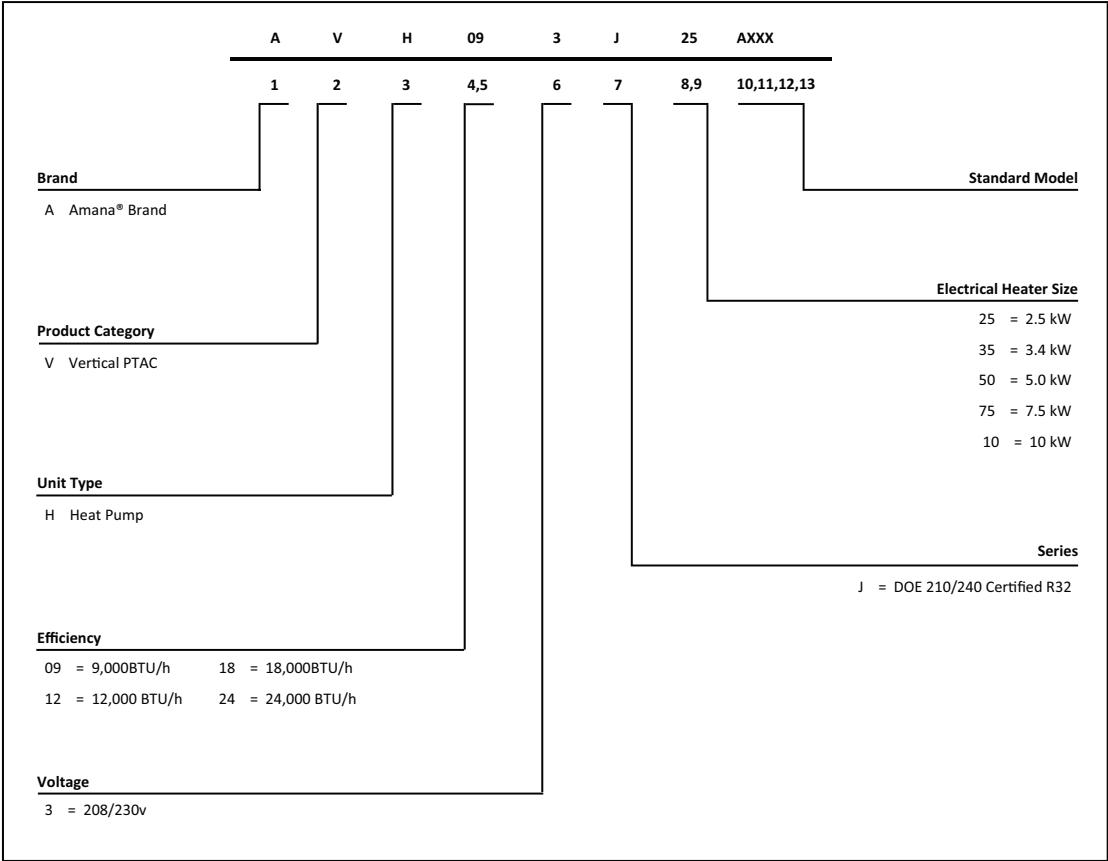 A V H 09 3 J 25 AXXX
1 2 3 4,5 6 7 8,9 10,11,12,13
Brand
A Amana® Brand
Standard Model
Electrical Heater Size
25 = 2.5 kW
35 = 3.4 kW
50 = 5.0 kW
75 = 7.5 kW
10 = 10 kW
Product Category
V Vertical PTAC
Unit Type
H Heat Pump
Series
J = DOE 210/240 Certified R32
Efficiency
09 = 9,000BTU/h 18 = 18,000BTU/h
12 = 12,000 BTU/h 24 = 24,000 BTU/h
Voltage
3 = 208/230v